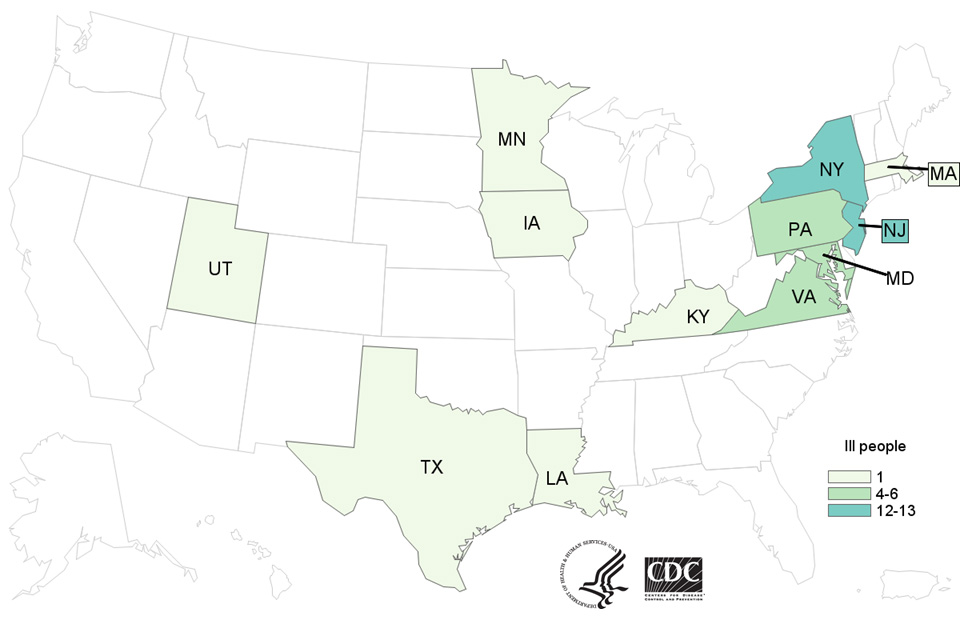 MN
NY
MA
IA
PA
NJ
UT
MD
VA
KY
Ill people
1
4-6
12-13
TX
LA
DEPARTMENT OF HEALTH & HUMAN SERVICES·USA
CDC
CENTERS FOR DISEASE
CONTROL AND PREVENTION